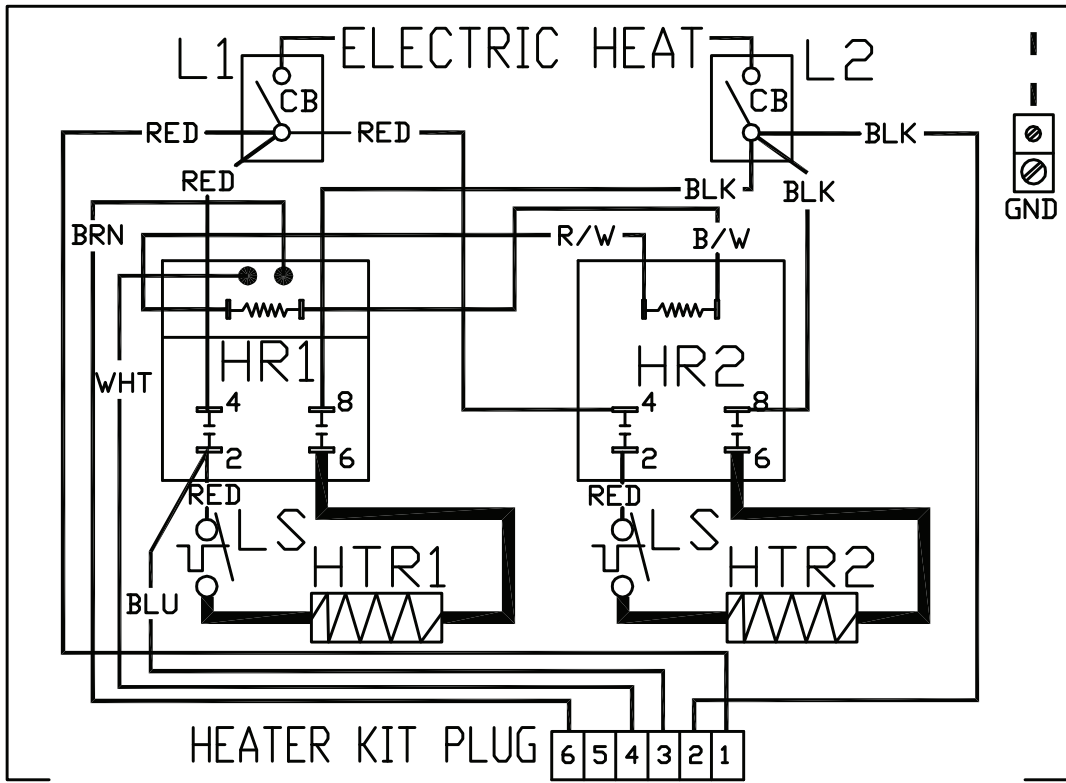 L1 ELECTRIC HEAT L2
CB CB
RED RED BLK
RED BLK BLK
GND
BRN R/W B/W
HR1 HR2
WHT
4 8 4 8
2 6 2 6
RED RED
LS LS
HTR1 HTR2
BLU
HEATER KIT PLUG 6 5 4 3 2 1